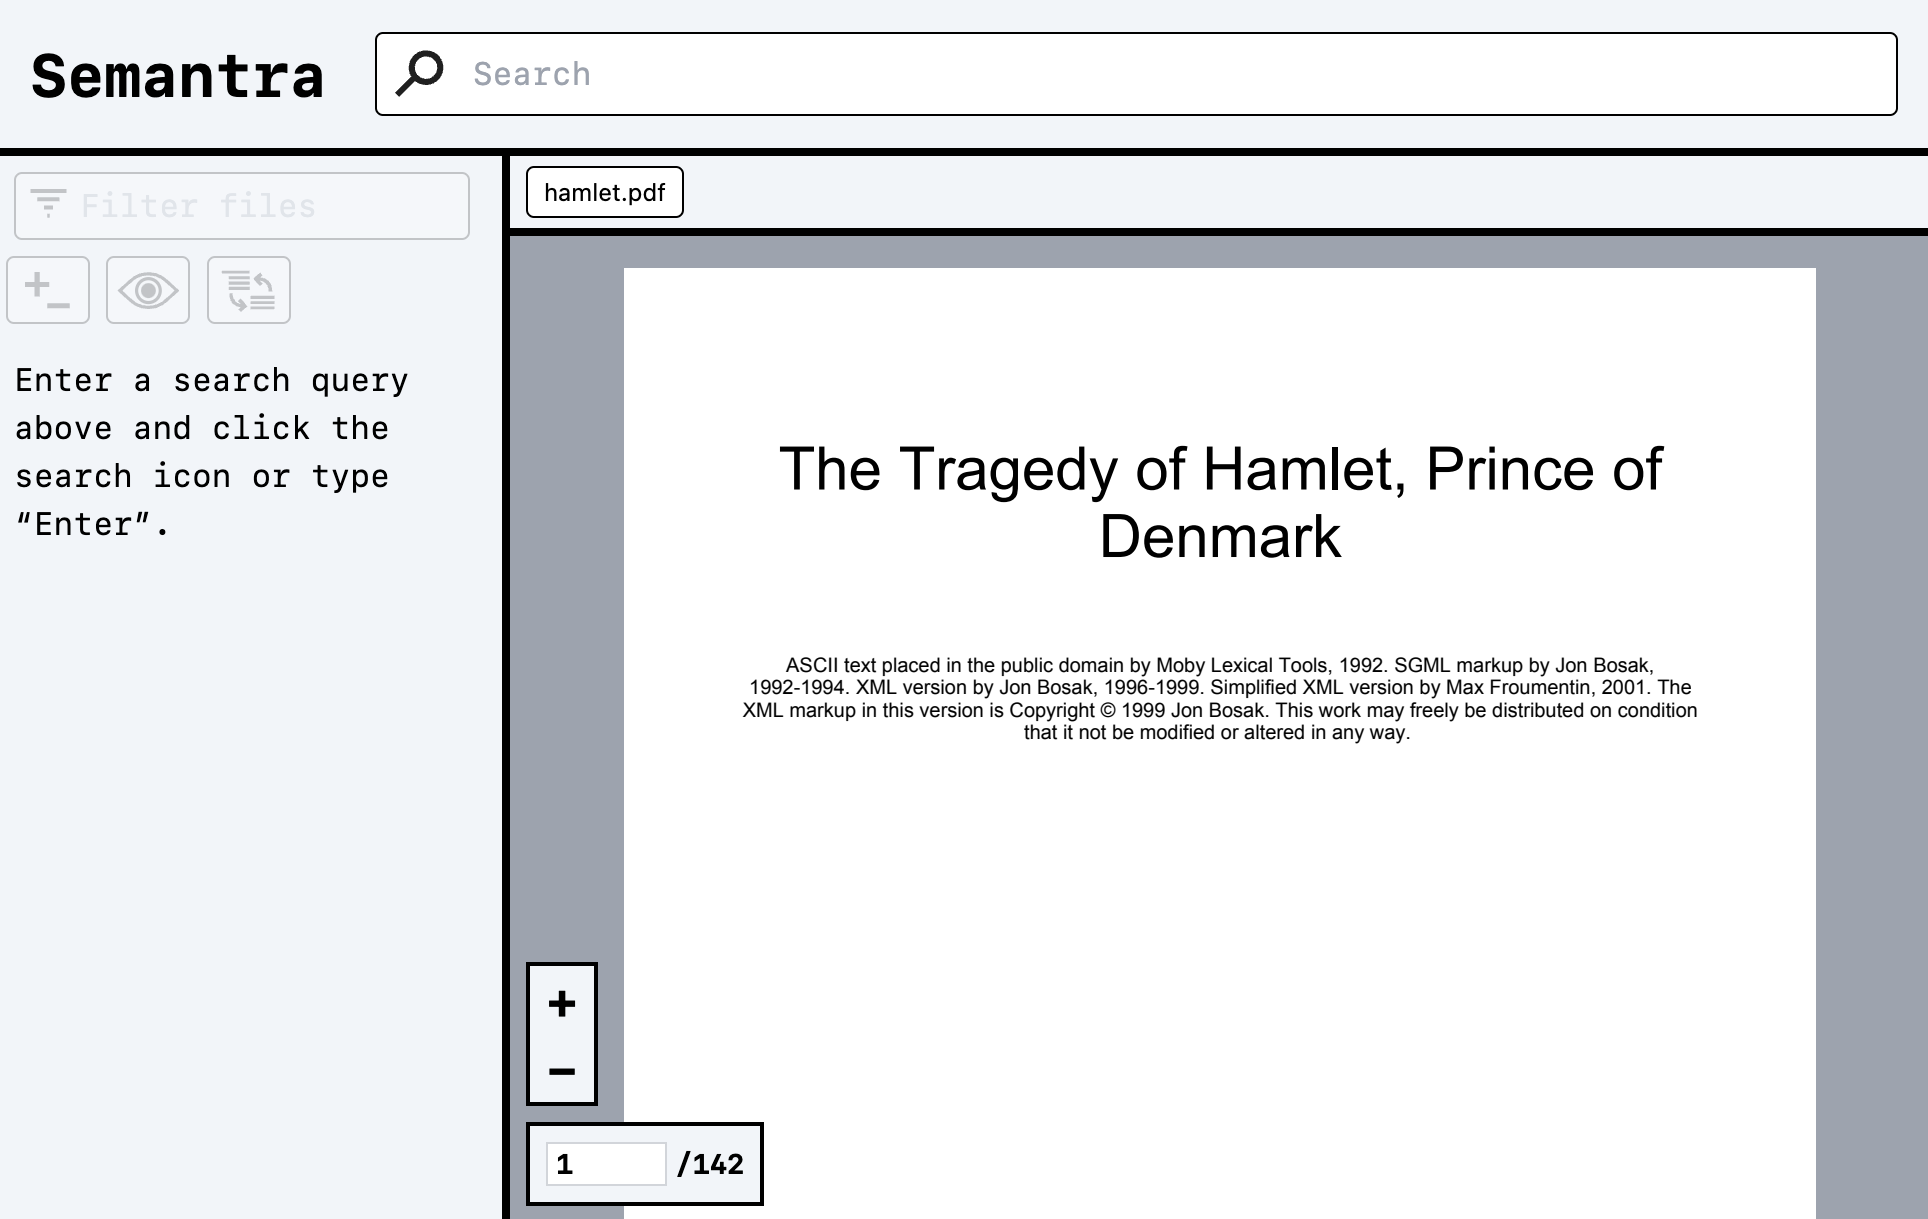 Semantra
Search
Filter files
Enter a search query
above and click the
search icon or type
“Enter”.
hamlet.pdf
The Tragedy of Hamlet, Prince of
Denmark
ASCII text placed in the public domain by Moby Lexical Tools, 1992. SGML markup by Jon Bosak,
1992-1994. XML version by Jon Bosak, 1996-1999. Simplified XML version by Max Froumentin, 2001. The
XML markup in this version is Copyright © 1999 Jon Bosak. This work may freely be distributed on condition
that it not be modified or altered in any way.
+
−
1 /142